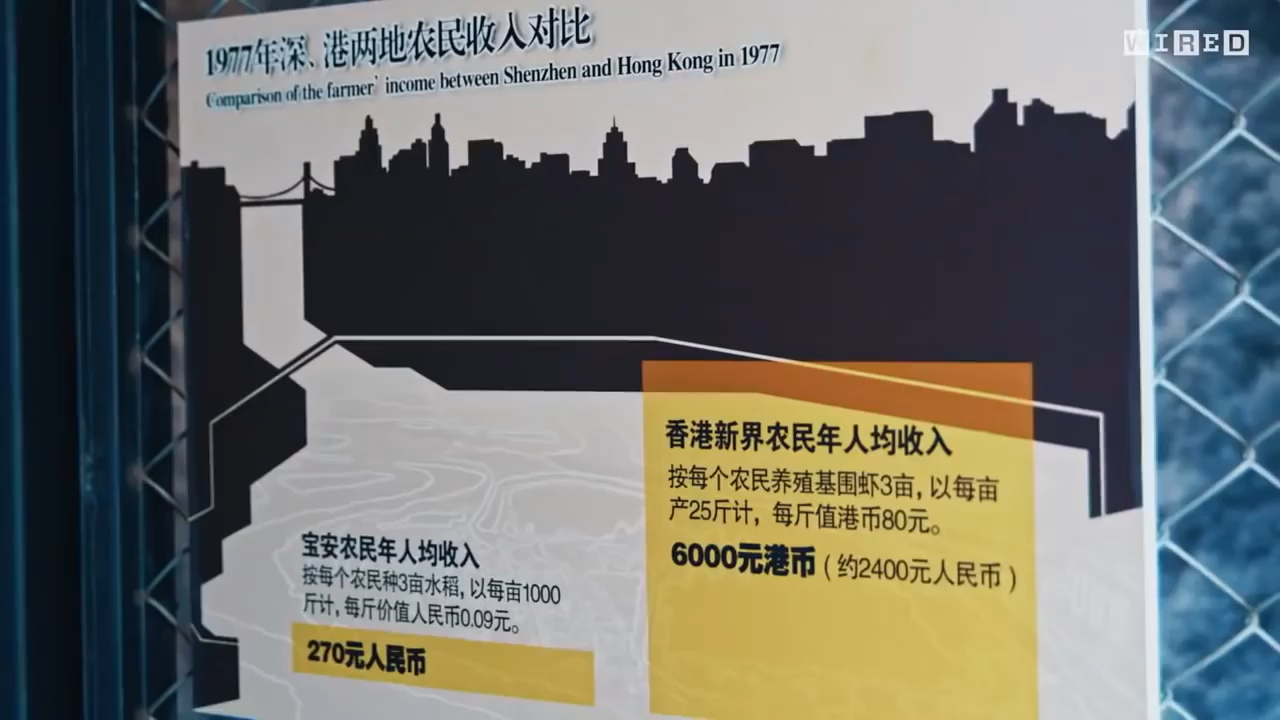 WIRED
1977年深、港两地农民收入对比
Comparison of the farmer' income between Shenzhen and Hong Kong in 1977
香港新界农民年人均收入
按每个农民养殖基围虾3亩，以每亩
产25斤计，每斤值港币80元。
6000元港币（约2400元人民币）
宝安农民年人均收入
按每个农民种3亩水稻，以每亩1000
斤计，每斤价值人民币0.09元。
270元人民币